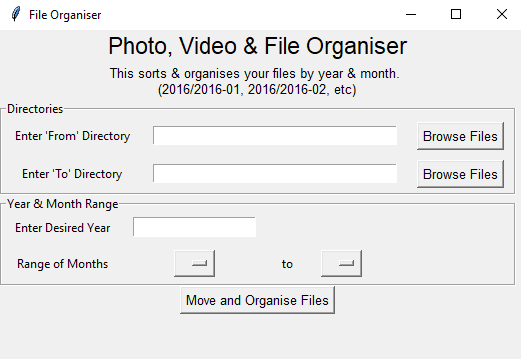 File Organiser
Photo, Video & File Organiser
This sorts & organises your files by year & month.
(2016/2016-01, 2016/2016-02, etc)
Directories
Enter 'From' Directory
Browse Files
Enter 'To' Directory
Browse Files
Year & Month Range
Enter Desired Year
Range of Months
to
Move and Organise Files